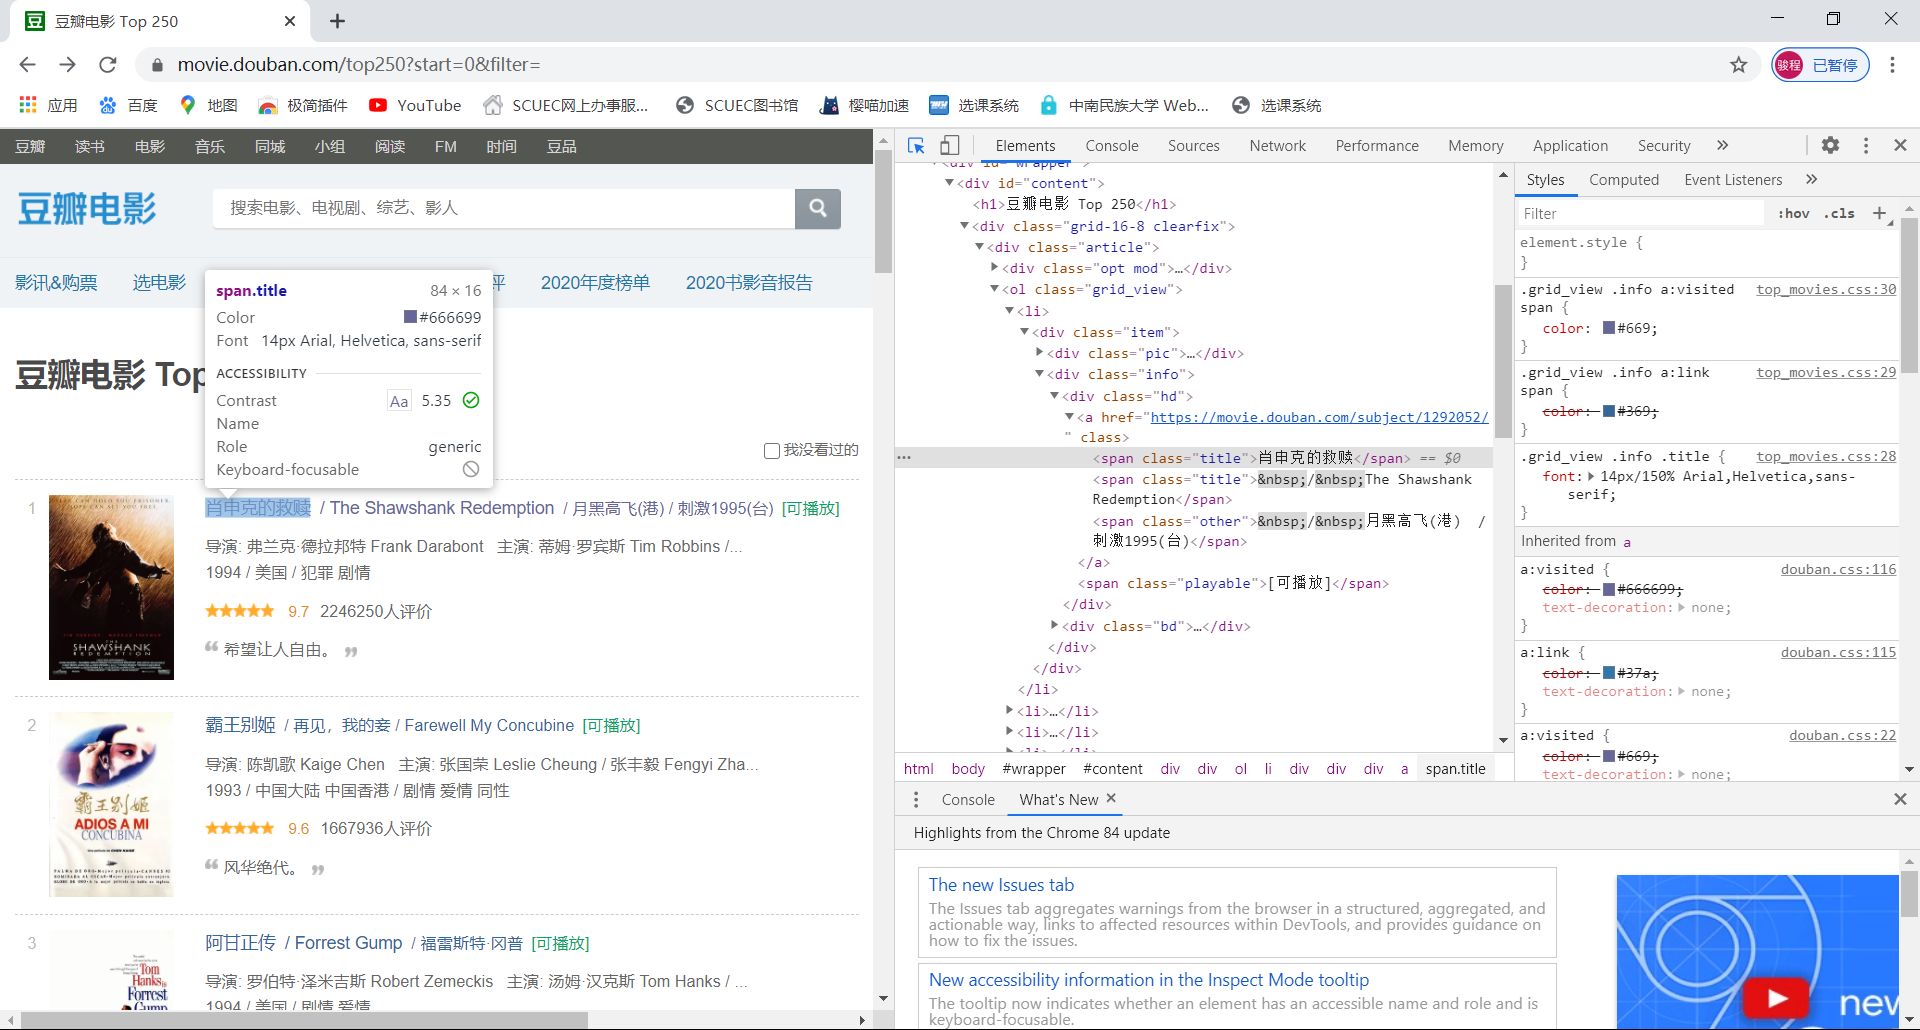 豆瓣电影 Top 250
movie.douban.com/top250?start=0&filter=
骏程 已暂停
应用 百度 地图 极简插件 YouTube SCUEC网上办事服... SCUEC图书馆 樱喵加速 选课系统 中南民族大学 Web... 选课系统
豆瓣 读书 电影 音乐 同城 小组 阅读 FM 时间 豆品
豆瓣电影
搜索电影、电视剧、综艺、影人
影讯&购票 选电影 评 2020年度榜单 2020书影音报告
span.title 84 × 16
Color #666699
Font 14px Arial, Helvetica, sans-serif
ACCESSIBILITY
Contrast Aa 5.35
Name
Role generic
Keyboard-focusable
豆瓣电影 Top
我没看过的
1 肖申克的救赎 / The Shawshank Redemption / 月黑高飞(港) / 刺激1995(台) [可播放]
导演: 弗兰克·德拉邦特 Frank Darabont 主演: 蒂姆·罗宾斯 Tim Robbins /...
1994 / 美国 / 犯罪 剧情
9.7 2246250人评价
希望让人自由。
THE
SHAWSHANK
REDEMPTION
2 霸王别姬 / 再见，我的妾 / Farewell My Concubine [可播放]
导演: 陈凯歌 Kaige Chen 主演: 张国荣 Leslie Cheung / 张丰毅 Fengyi Zha...
1993 / 中国大陆 中国香港 / 剧情 爱情 同性
9.6 1667936人评价
风华绝代。
霸王别姬
ADIOS A MI
CONCUBINA
3 阿甘正传 / Forrest Gump / 福雷斯特·冈普 [可播放]
导演: 罗伯特·泽米吉斯 Robert Zemeckis 主演: 汤姆·汉克斯 Tom Hanks / ...
1994 / 美国 / 剧情 爱情
Tom
Hanks is
Forrest
Gump
Elements Console Sources Network Performance Memory Application Security »
<div id="wrapper">
<div id="content">
<h1>豆瓣电影 Top 250</h1>
<div class="grid-16-8 clearfix">
<div class="article">
<div class="opt mod">…</div>
<ol class="grid_view">
<li>
<div class="item">
<div class="pic">…</div>
<div class="info">
<div class="hd">
<a href="https://movie.douban.com/subject/1292052/
" class>
<span class="title">肖申克的救赎</span> == $0
<span class="title">&nbsp;/&nbsp;The Shawshank
Redemption</span>
<span class="other">&nbsp;/&nbsp;月黑高飞(港) /
刺激1995(台)</span>
</a>
<span class="playable">[可播放]</span>
</div>
<div class="bd">…</div>
</div>
</div>
</li>
<li>…</li>
<li>…</li>
<li>…</li>
html body #wrapper #content div div ol li div div div a span.title
Styles Computed Event Listeners »
Filter :hov .cls +
element.style {
}
.grid_view .info a:visited top_movies.css:30
span {
color: #669;
}
.grid_view .info a:link top_movies.css:29
span {
color: #369;
}
.grid_view .info .title { top_movies.css:28
font: 14px/150% Arial,Helvetica,sans-
serif;
}
Inherited from a
a:visited { douban.css:116
color: #666699;
text-decoration: none;
}
a:link { douban.css:115
color: #37a;
text-decoration: none;
}
a:visited { douban.css:22
color: #669;
text-decoration: none;
Console What's New
Highlights from the Chrome 84 update
The new Issues tab
The Issues tab aggregates warnings from the browser in a structured, aggregated, and
actionable way, links to affected resources within DevTools, and provides guidance on
how to fix the issues.
New accessibility information in the Inspect Mode tooltip
The tooltip now indicates whether an element has an accessible name and role and is
keyboard-focusable.
new